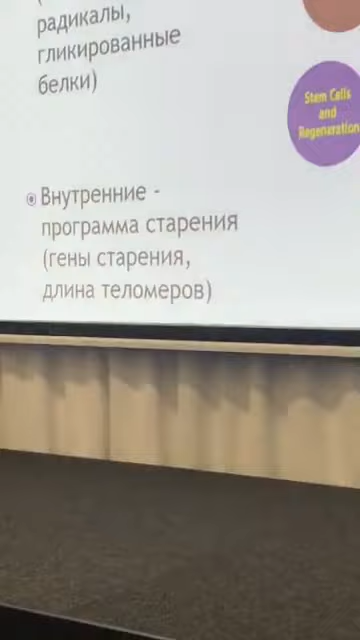 радикалы,
гликированные
белки)
Stem Cells
and
Regeneration
Внутренние -
программа старения
(гены старения,
длина теломеров)